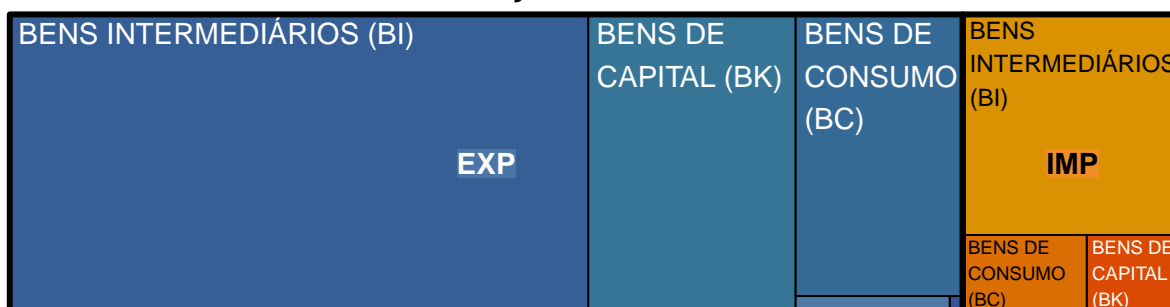 BENS INTERMEDIÁRIOS (BI)
EXP
BENS DE
CAPITAL (BK)
BENS DE
CONSUMO
(BC)
BENS
INTERMEDIÁRIOS
(BI)
IMP
BENS DE
CONSUMO
(BC)
BENS DE
CAPITAL
(BK)